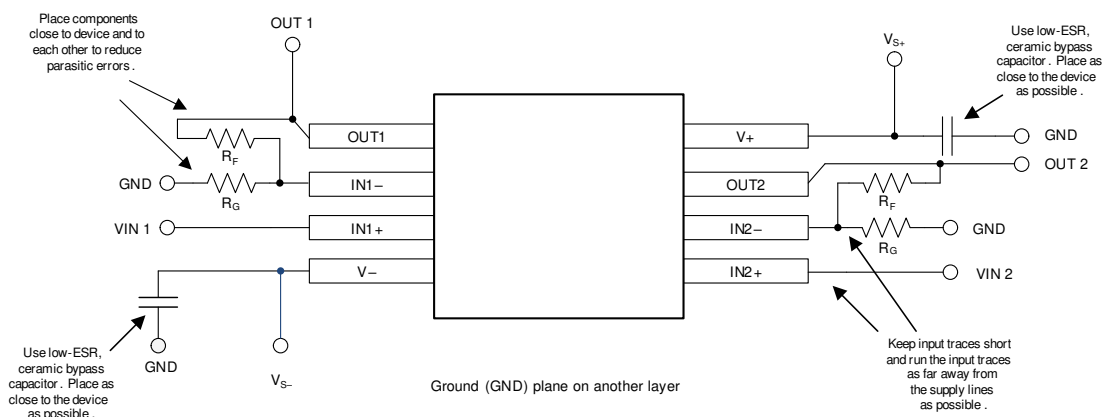 Place components
close to device and to
each other to reduce
parasitic errors .
OUT 1
OUT1
RF
GND
RG
IN1−
VIN 1
IN1+
V−
GND
VS−
Use low-ESR,
ceramic bypass
capacitor . Place as
close to the device
as possible .
Ground (GND) plane on another layer
VS+
Use low-ESR,
ceramic bypass
capacitor . Place as
close to the device
as possible .
V+
GND
OUT 2
OUT2
RF
IN2−
RG
GND
IN2+
VIN 2
Keep input traces short
and run the input traces
as far away from
the supply lines
as possible .